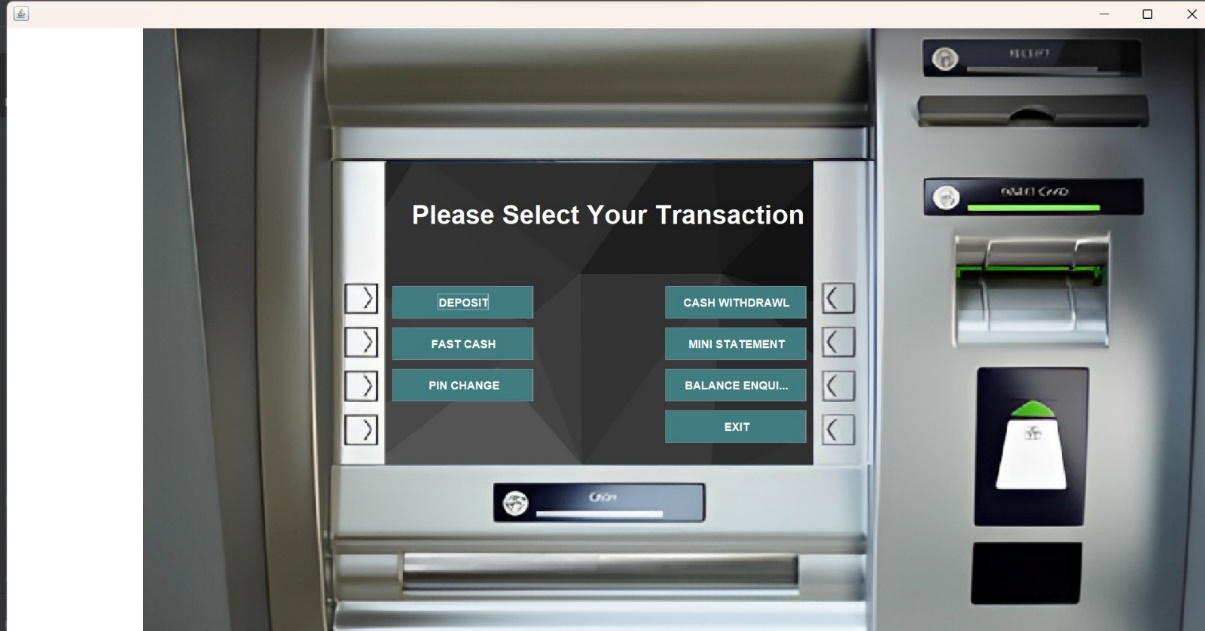 Please Select Your Transaction
DEPOSIT
CASH WITHDRAWL
FAST CASH
MINI STATEMENT
PIN CHANGE
BALANCE ENQUI...
EXIT